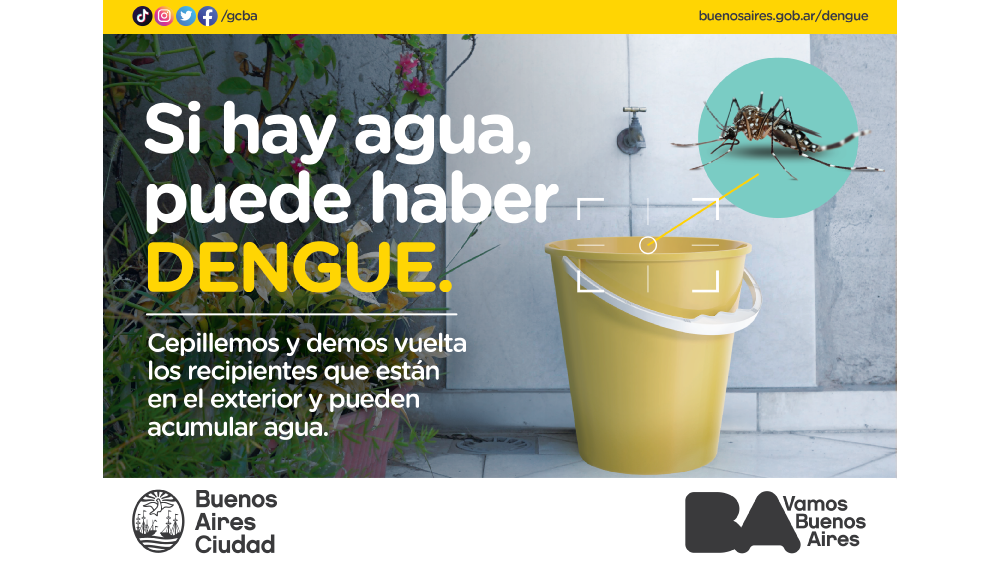 /gcba
buenosaires.gob.ar/dengue
Si hay agua,
puede haber
DENGUE.
Cepillemos y demos vuelta
los recipientes que están
en el exterior y pueden
acumular agua.
Buenos
Aires
Ciudad
BA
Vamos
Buenos
Aires